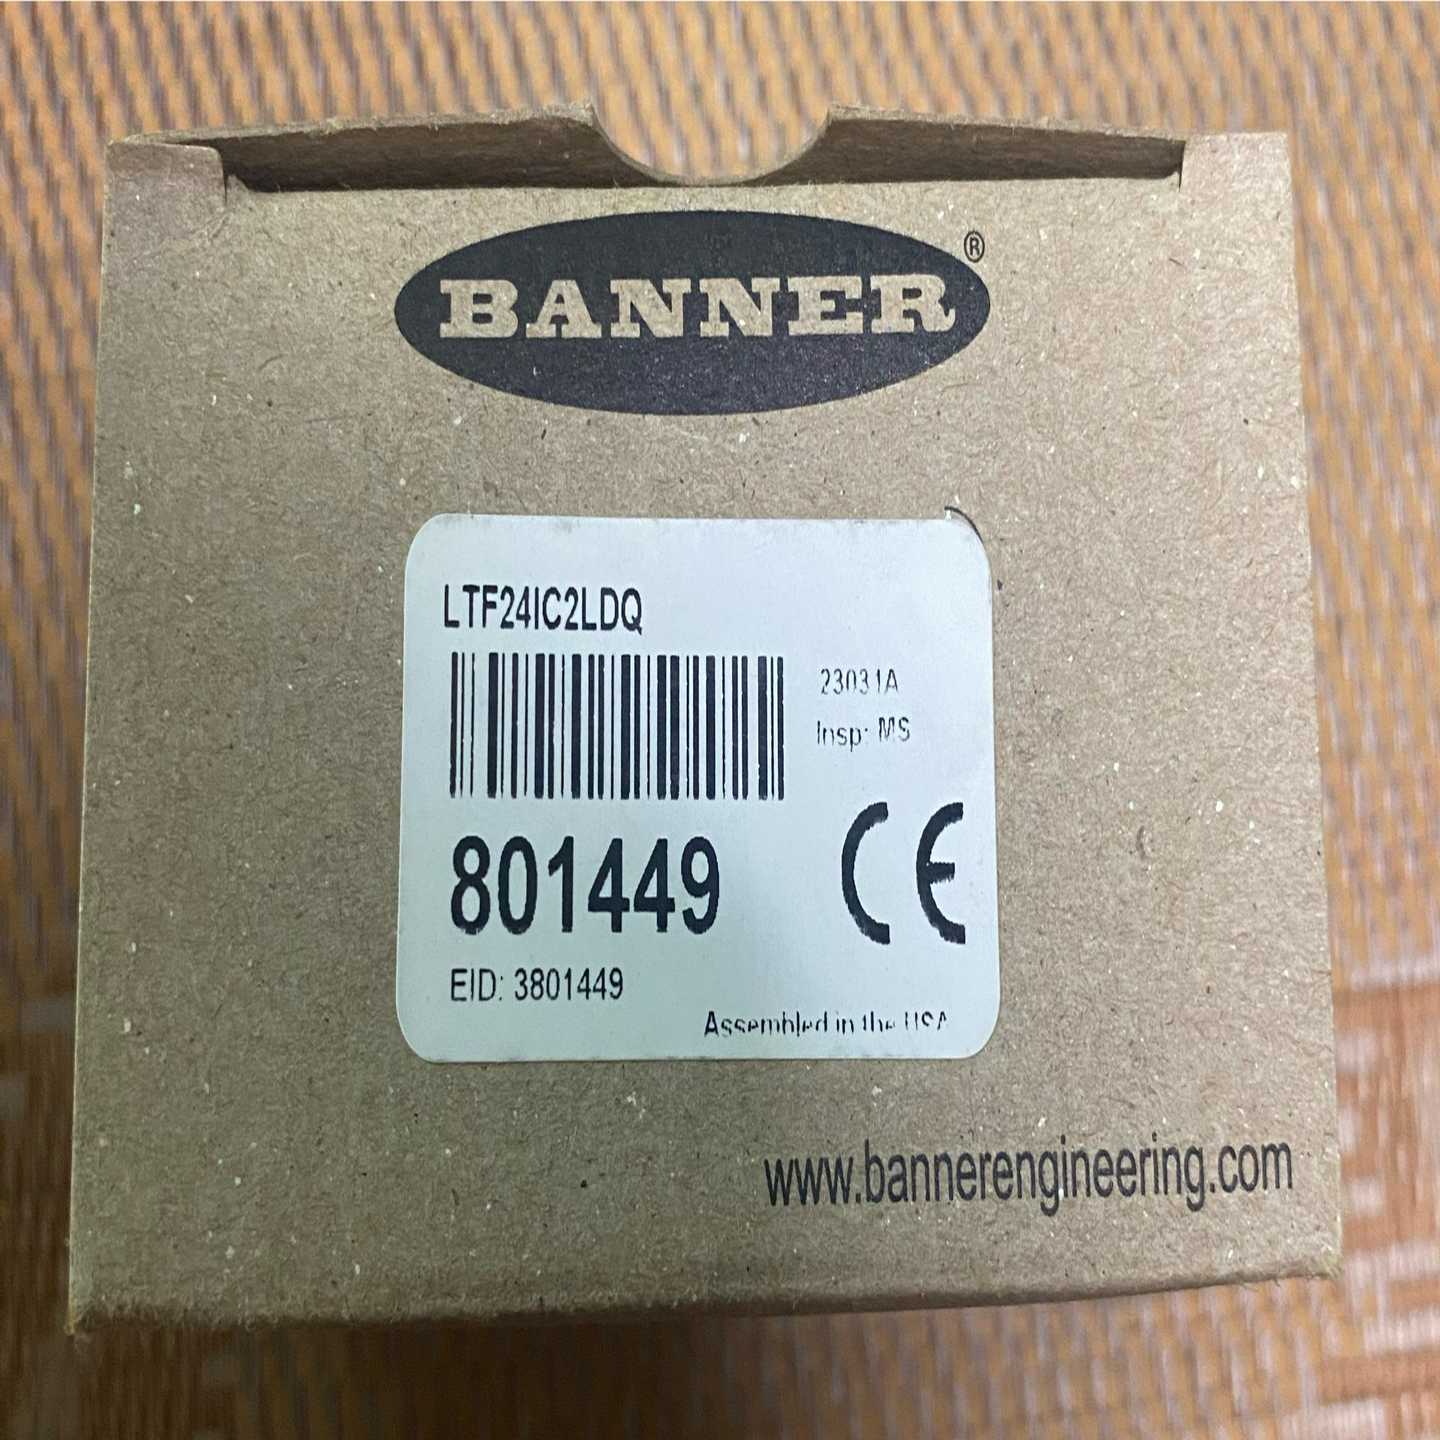 BANNER®
LTF24IC2LDQ
23031A
Insp: MS
801449
CE
EID: 3801449
Assembled in the USA
www.bannerengineering.com